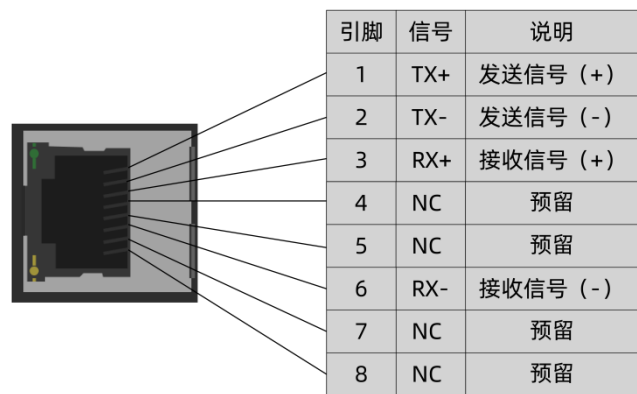 引脚 信号 说明
1 TX+ 发送信号（+）
2 TX- 发送信号（-）
3 RX+ 接收信号（+）
4 NC 预留
5 NC 预留
6 RX- 接收信号（-）
7 NC 预留
8 NC 预留